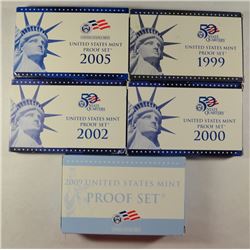 UNITED STATES MINT
PROOF SET
2005
50
STATE
QUARTERS
UNITED STATES MINT
PROOF SET
1999
50
STATE
QUARTERS
UNITED STATES MINT
PROOF SET
2002
50
STATE
QUARTERS
UNITED STATES MINT
PROOF SET
2000
2009 UNITED STATES MINT
PROOF SET